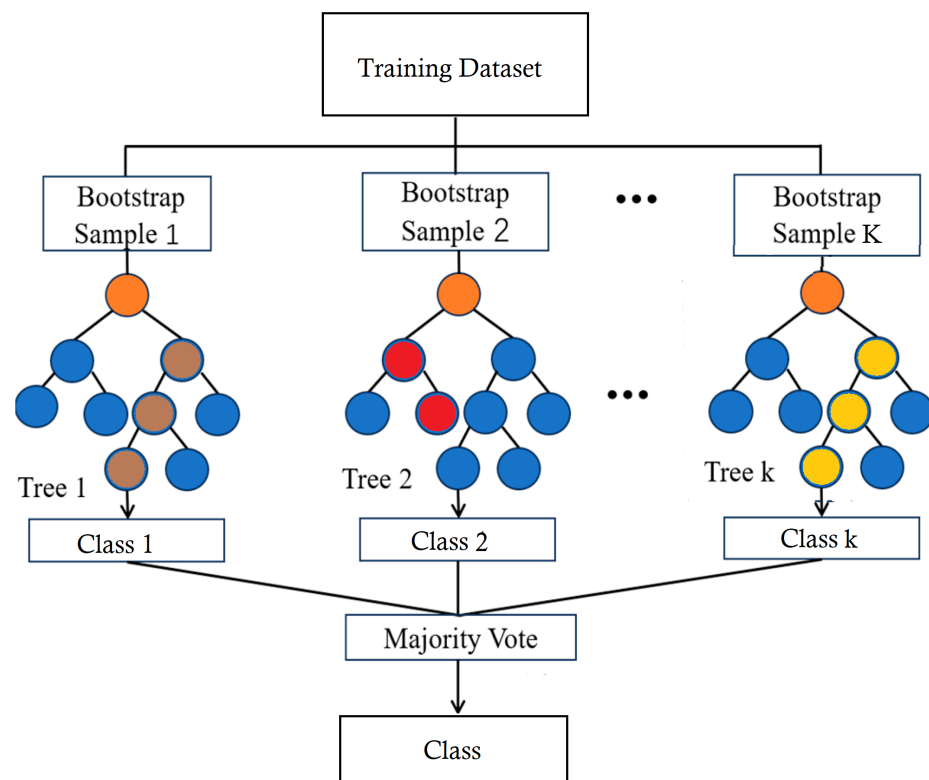 Training Dataset
Bootstrap
Sample 1
Bootstrap
Sample 2
Bootstrap
Sample K
Tree 1
Tree 2
Tree k
Class 1
Class 2
Class k
Majority Vote
Class